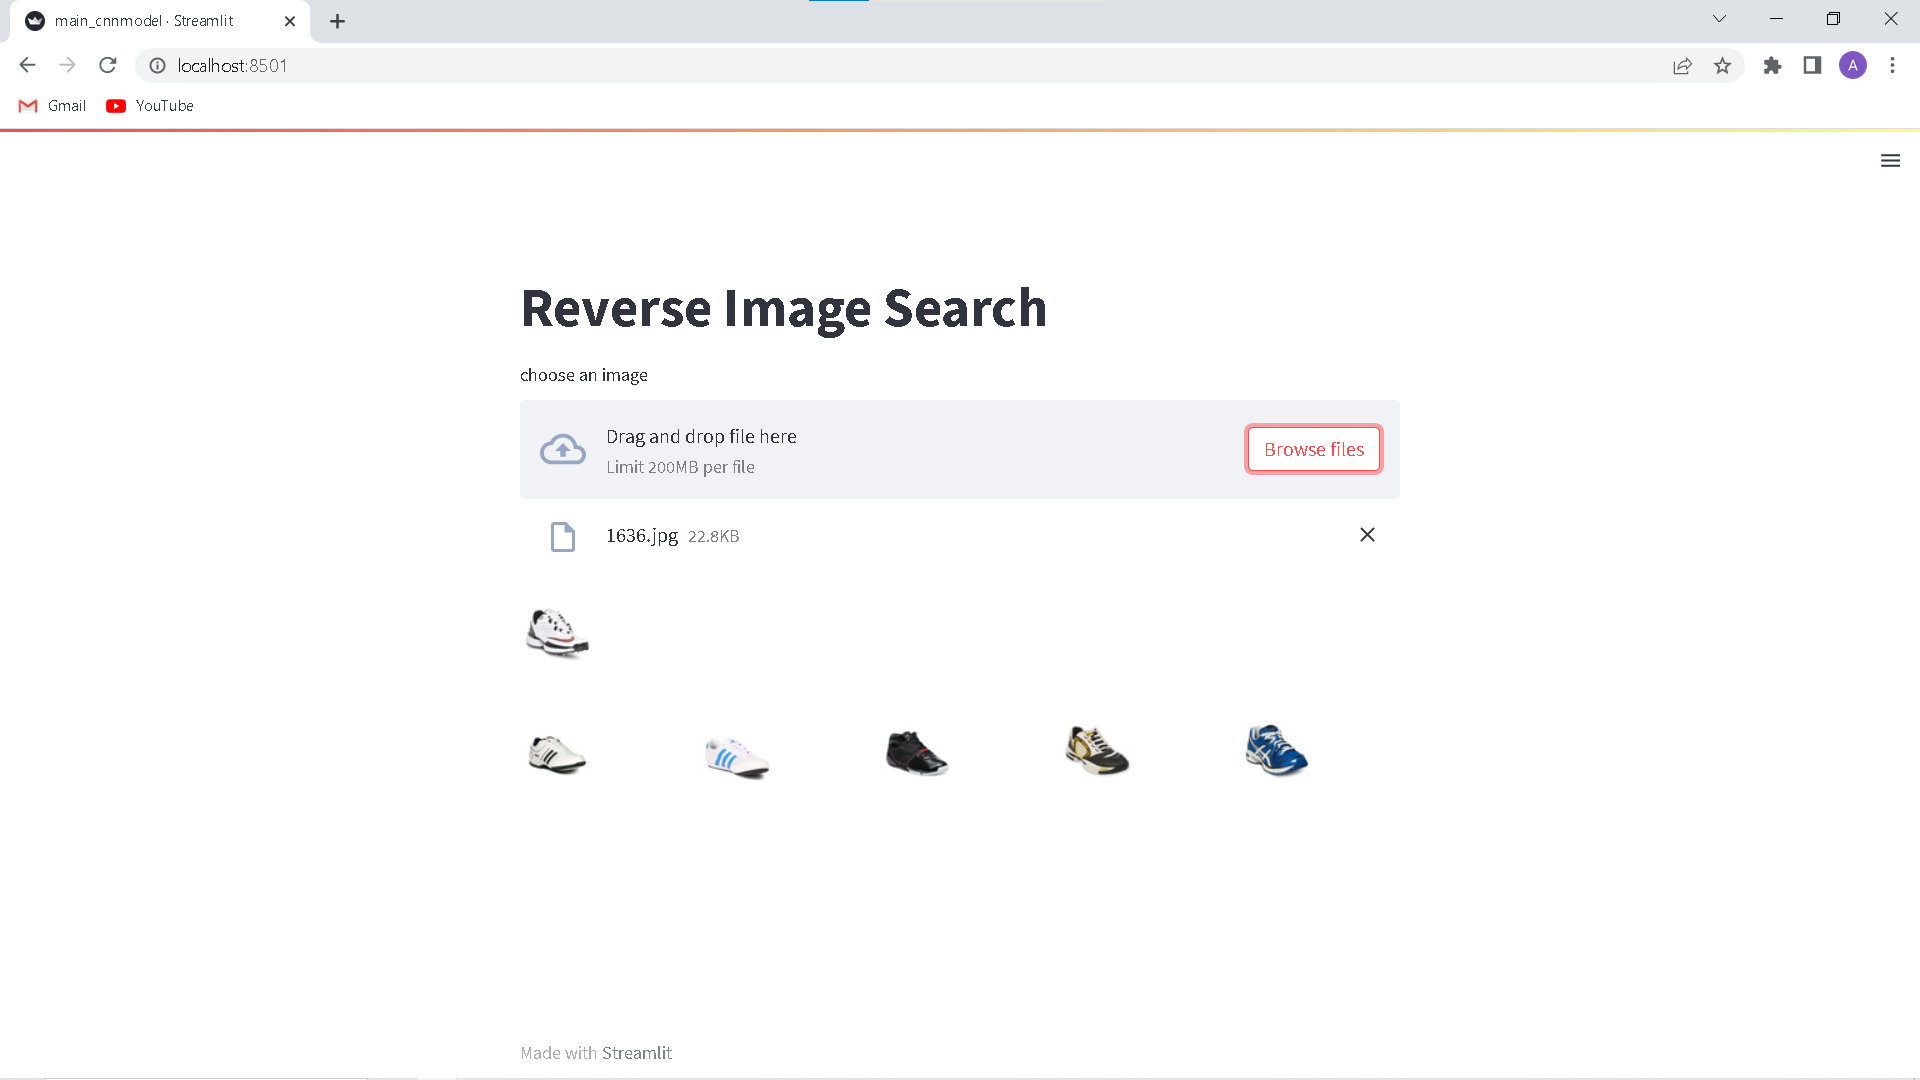 main_cnnmodel · Streamlit
localhost:8501
A
Gmail
YouTube
Reverse Image Search
choose an image
Drag and drop file here
Limit 200MB per file
Browse files
1636.jpg 22.8KB
Made with Streamlit